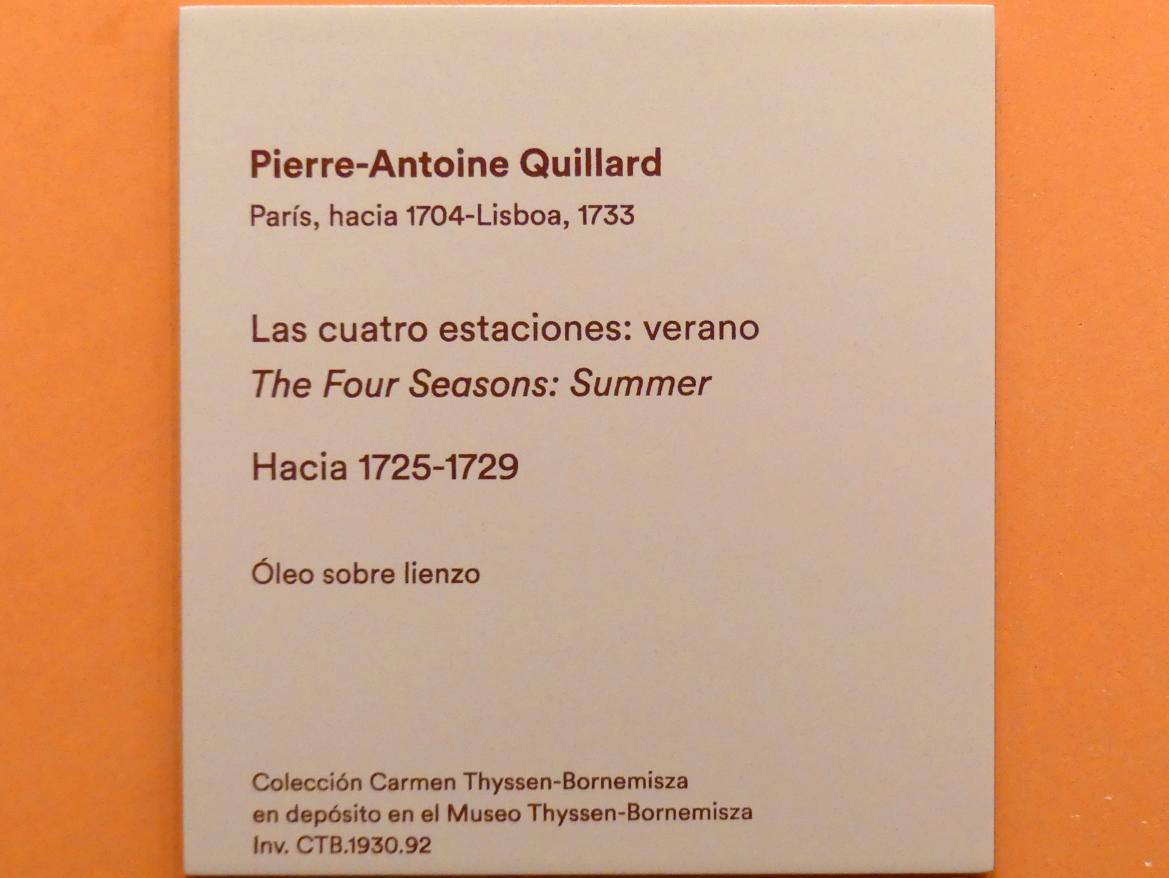 Pierre-Antoine Quillard
París, hacia 1704-Lisboa, 1733
Las cuatro estaciones: verano
The Four Seasons: Summer
Hacia 1725-1729
Óleo sobre lienzo
Colección Carmen Thyssen-Bornemisza
en depósito en el Museo Thyssen-Bornemisza
Inv. CTB.1930.92